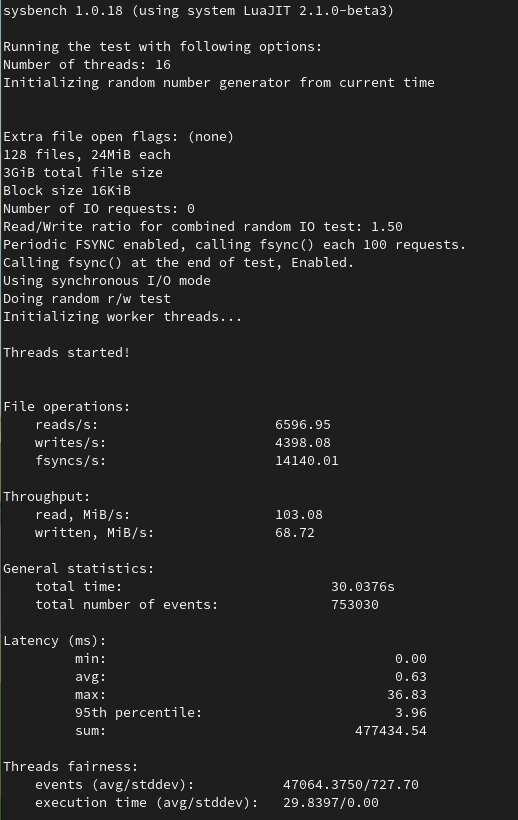 sysbench 1.0.18 (using system LuaJIT 2.1.0-beta3)
Running the test with following options:
Number of threads: 16
Initializing random number generator from current time
Extra file open flags: (none)
128 files, 24MiB each
3GiB total file size
Block size 16KiB
Number of IO requests: 0
Read/Write ratio for combined random IO test: 1.50
Periodic FSYNC enabled, calling fsync() each 100 requests.
Calling fsync() at the end of test, Enabled.
Using synchronous I/O mode
Doing random r/w test
Initializing worker threads...
Threads started!
File operations:
reads/s: 6596.95
writes/s: 4398.08
fsyncs/s: 14140.01
Throughput:
read, MiB/s: 103.08
written, MiB/s: 68.72
General statistics:
total time: 30.0376s
total number of events: 753030
Latency (ms):
min: 0.00
avg: 0.63
max: 36.83
95th percentile: 3.96
sum: 477434.54
Threads fairness:
events (avg/stddev): 47064.3750/727.70
execution time (avg/stddev): 29.8397/0.00